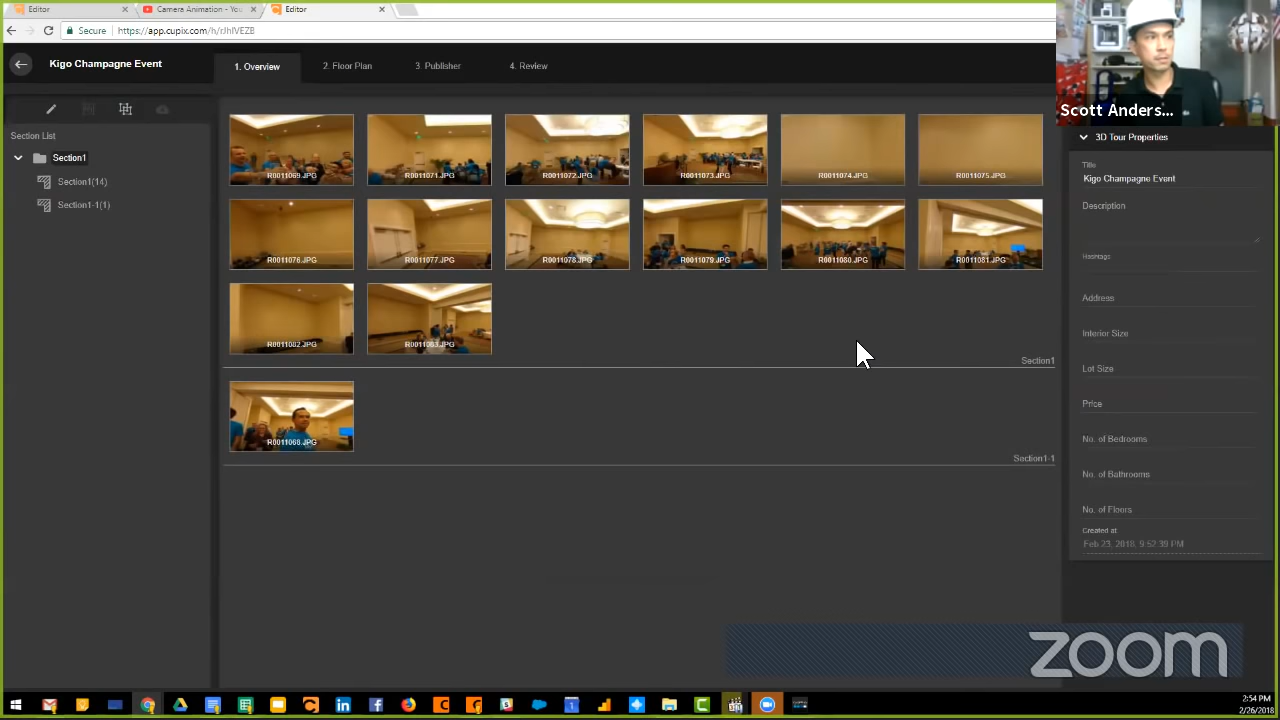 Editor
Camera Animation - You
Editor
Secure
https://app.cupix.com/h/rJhIVEZB
Kigo Champagne Event
1. Overview
2. Floor Plan
3. Publisher
4. Review
Scott Anders...
Section List
Section1
Section1(14)
Section1-1(1)
R0011069.JPG
R0011071.JPG
R0011072.JPG
R0011073.JPG
R0011074.JPG
R0011075.JPG
R0011076.JPG
R0011077.JPG
R0011078.JPG
R0011079.JPG
R0011080.JPG
R0011081.JPG
R0011082.JPG
R0011083.JPG
Section1
R0011068.JPG
Section1-1
3D Tour Properties
Title
Kigo Champagne Event
Description
Hashtags
Address
Interior Size
Lot Size
Price
No. of Bedrooms
No. of Bathrooms
No. of Floors
Created at
Feb 23, 2018, 9:52:39 PM
zoom
2:54 PM
2/26/2018